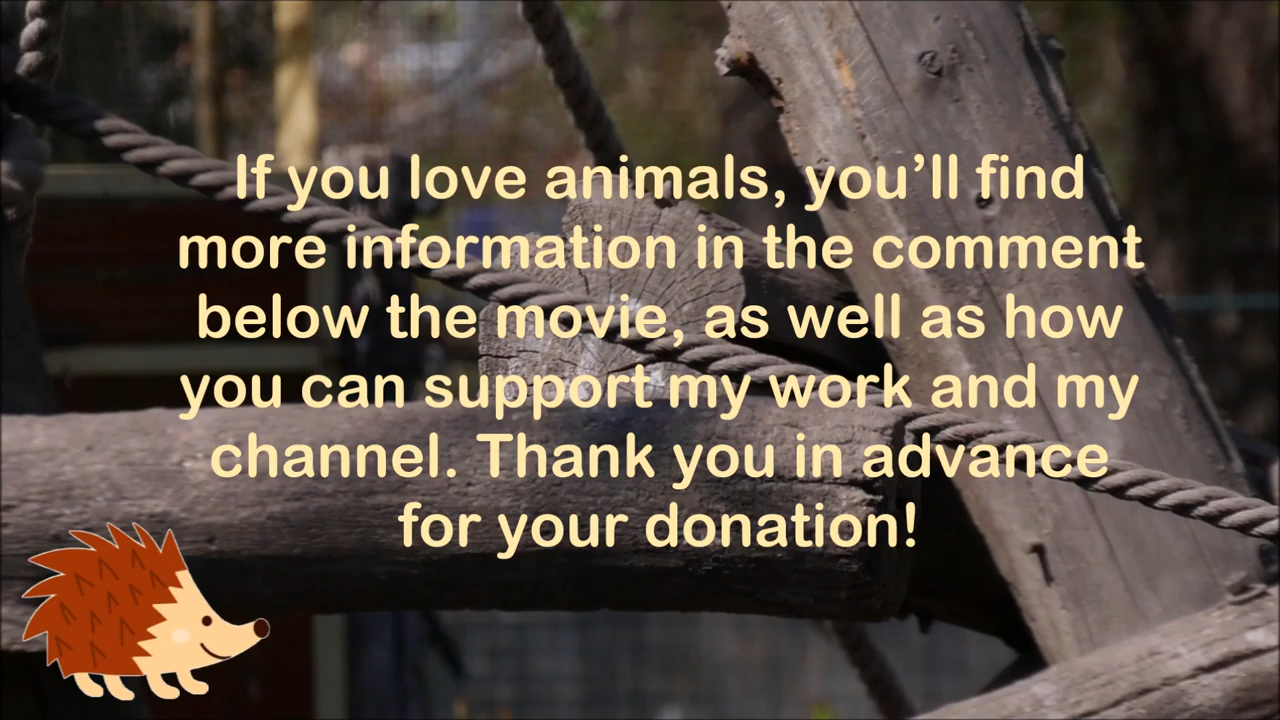 If you love animals, you’ll find
more information in the comment
below the movie, as well as how
you can support my work and my
channel. Thank you in advance
for your donation!